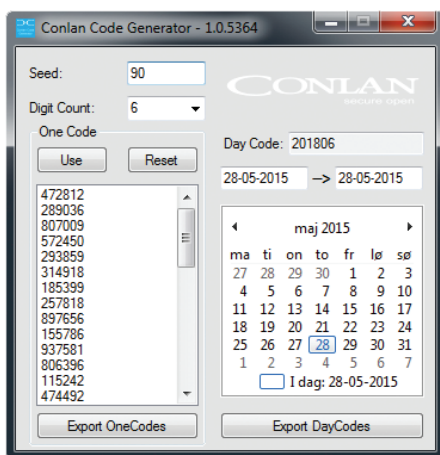 Conlan Code Generator - 1.0.5364
Seed: 90
CONLAN
secure open
Digit Count: 6
One Code
Use Reset
472812
289036
807009
572450
293859
314918
185399
257818
897656
155786
937581
806396
115242
474492
Export OneCodes
Day Code: 201806
28-05-2015 --> 28-05-2015
maj 2015
ma ti on to fr lø sø
27 28 29 30 1 2 3
4 5 6 7 8 9 10
11 12 13 14 15 16 17
18 19 20 21 22 23 24
25 26 27 28 29 30 31
1 2 3 4 5 6 7
I dag: 28-05-2015
Export DayCodes